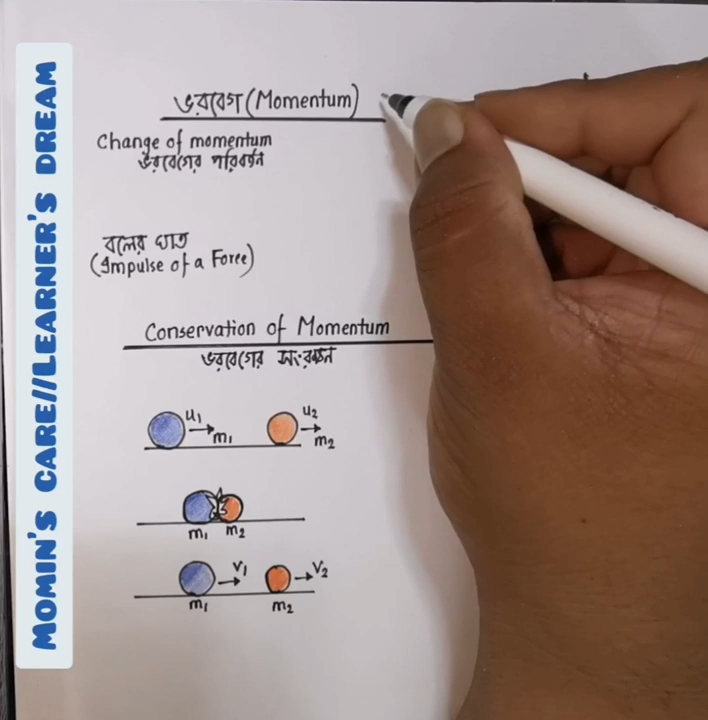 MOMIN'S CARE//LEARNER'S DREAM
ভরবেগ (Momentum)
Change of momentum
ভরবেগের পরিবর্তন
বলের ঘাত
(Impulse of a Force)
Conservation of Momentum
ভরবেগের সংরক্ষন
u₁ u₂
m₁ m₂
m₁ m₂
v₁ v₂
m₁ m₂